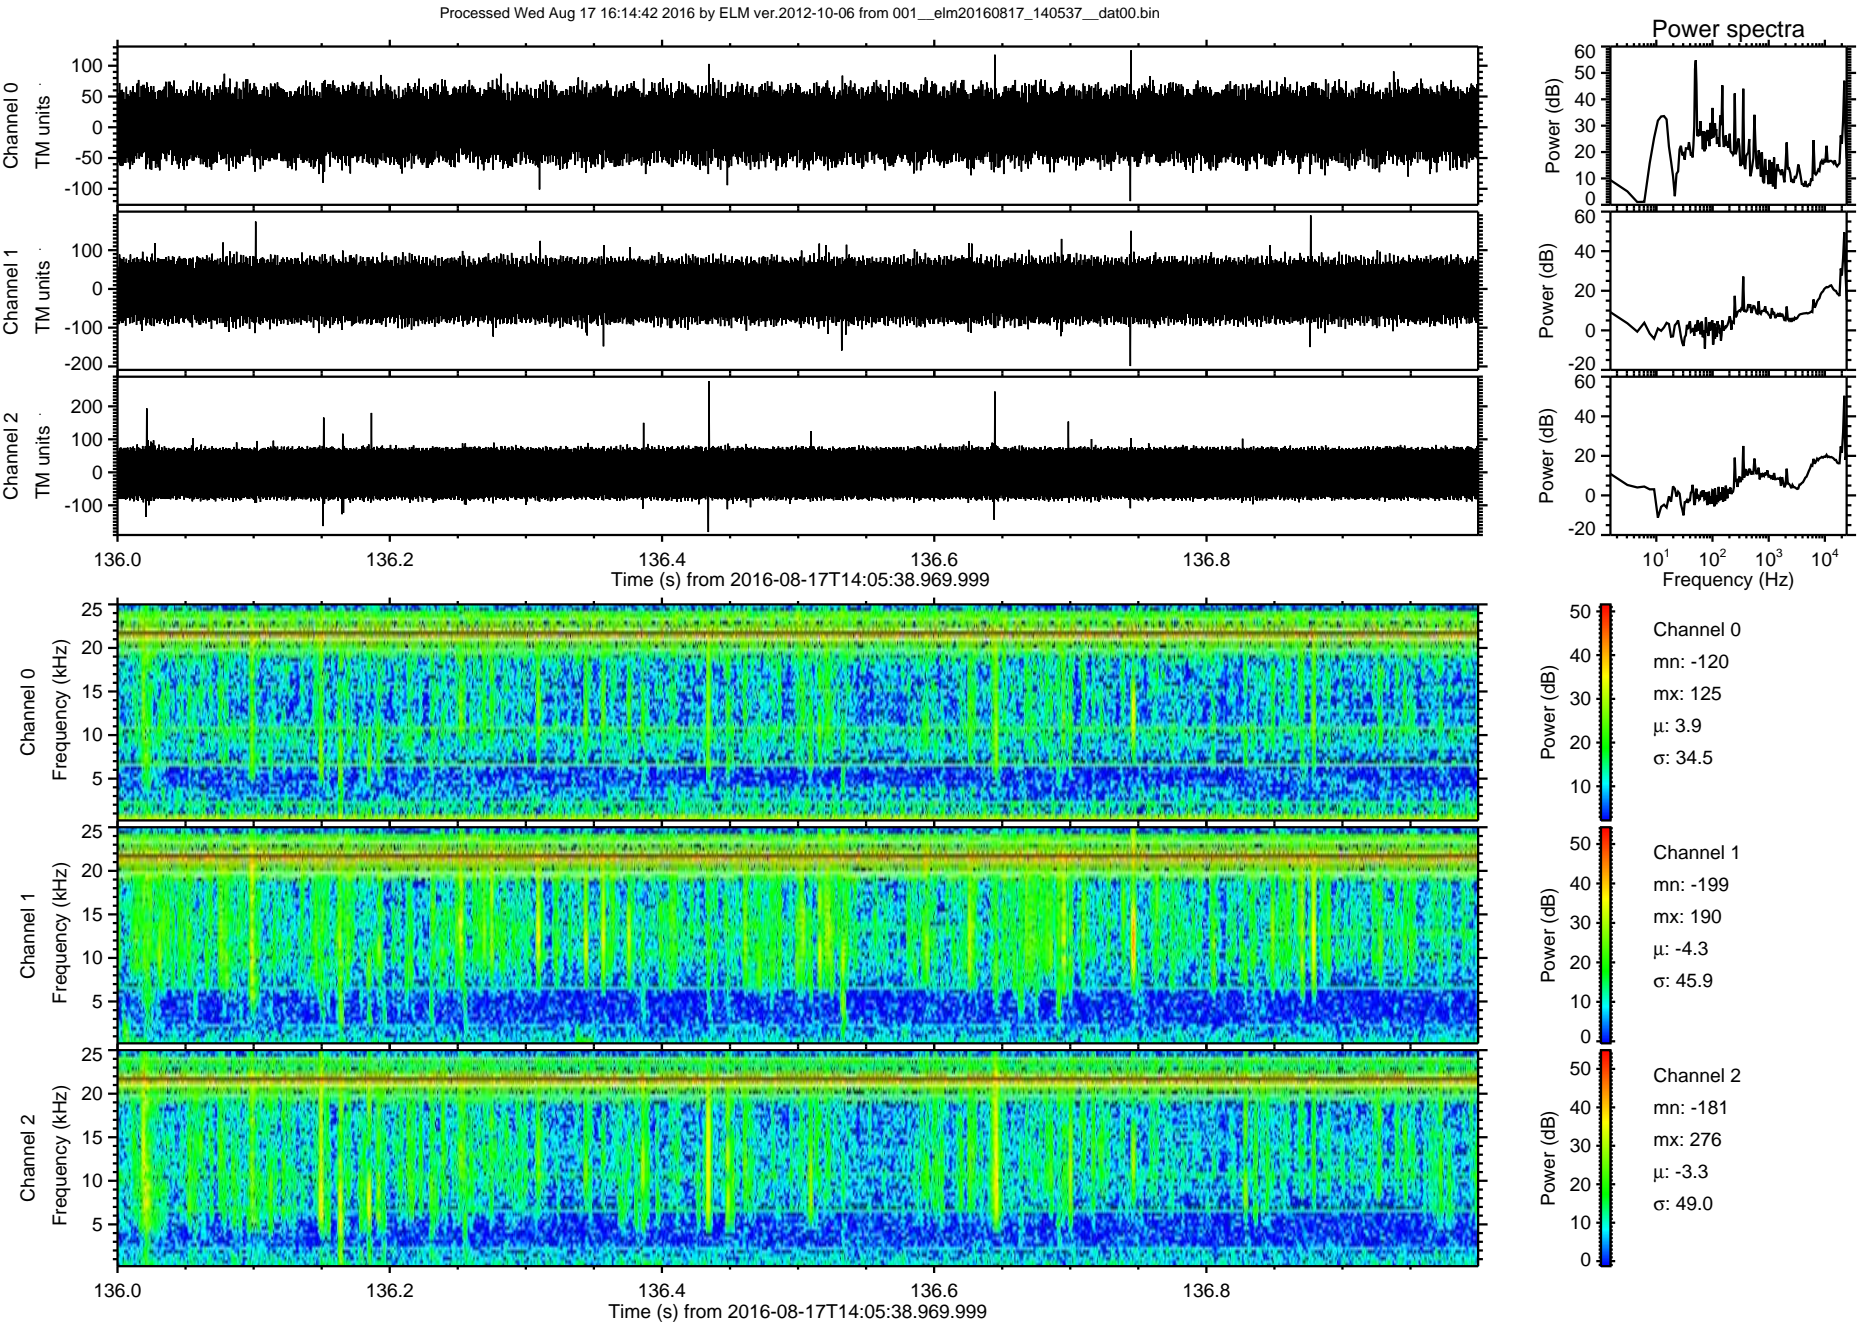 Processed Wed Aug 17 16:14:42 2016 by ELM ver.2012-10-06 from 001__elm20160817_140537__dat00.bin
Power spectra
Channel 0
TM units
100
50
0
-50
-100
Power (dB)
60
50
40
30
20
10
0
Channel 1
TM units
100
0
-100
-200
Power (dB)
60
40
20
0
-20
Channel 2
TM units
200
100
0
-100
Power (dB)
60
40
20
0
-20
136.0 136.2 136.4 136.6 136.8
Time (s) from 2016-08-17T14:05:38.969.999
10¹ 10² 10³ 10⁴
Frequency (Hz)
Channel 0
Frequency (kHz)
25
20
15
10
5
Power (dB)
50
40
30
20
10
Channel 0
mn: -120
mx: 125
µ: 3.9
σ: 34.5
Channel 1
Frequency (kHz)
25
20
15
10
5
Power (dB)
50
40
30
20
10
0
Channel 1
mn: -199
mx: 190
µ: -4.3
σ: 45.9
Channel 2
Frequency (kHz)
25
20
15
10
5
Power (dB)
50
40
30
20
10
0
Channel 2
mn: -181
mx: 276
µ: -3.3
σ: 49.0
136.0 136.2 136.4 136.6 136.8
Time (s) from 2016-08-17T14:05:38.969.999